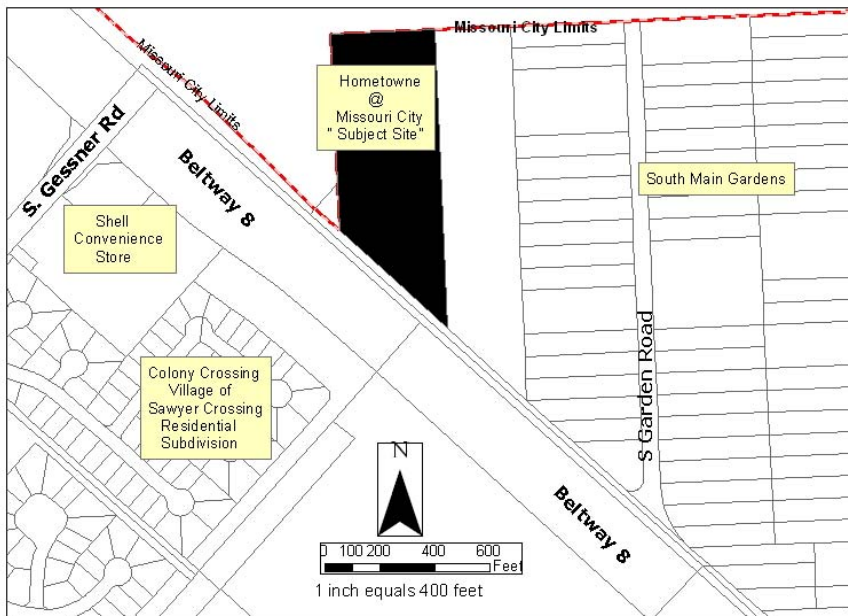 Missouri City Limits
Missouri City Limits
Hometowne
@
Missouri City
" Subject Site"
S. Gessner Rd
Beltway 8
South Main Gardens
Shell
Convenience
Store
Colony Crossing
Village of
Sawyer Crossing
Residential
Subdivision
S Garden Road
N
Beltway 8
0 100 200 400 600
Feet
1 inch equals 400 feet